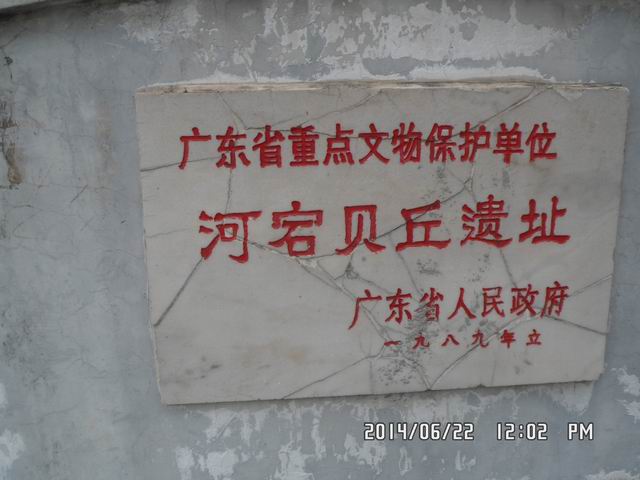 广东省重点文物保护单位
河宕贝丘遗址
广东省人民政府
一九八九年立
2014/06/22 12:02 PM